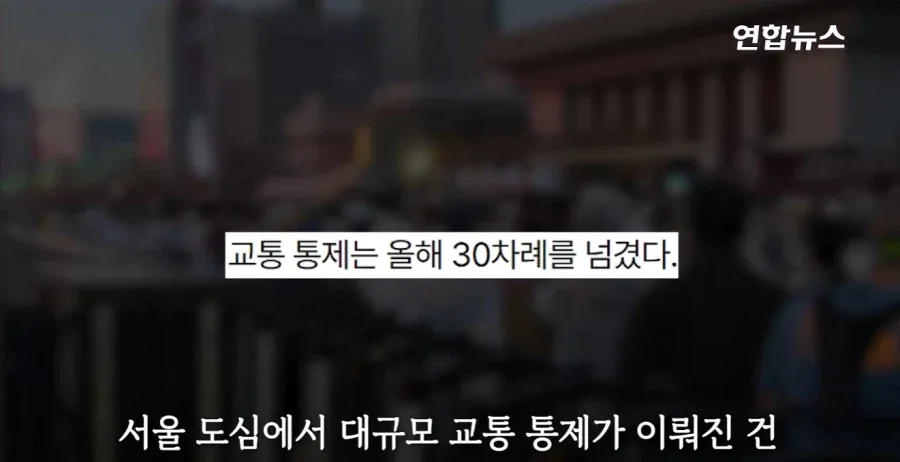 연합뉴스
교통 통제는 올해 30차례를 넘겼다.
서울 도심에서 대규모 교통 통제가 이뤄진 건